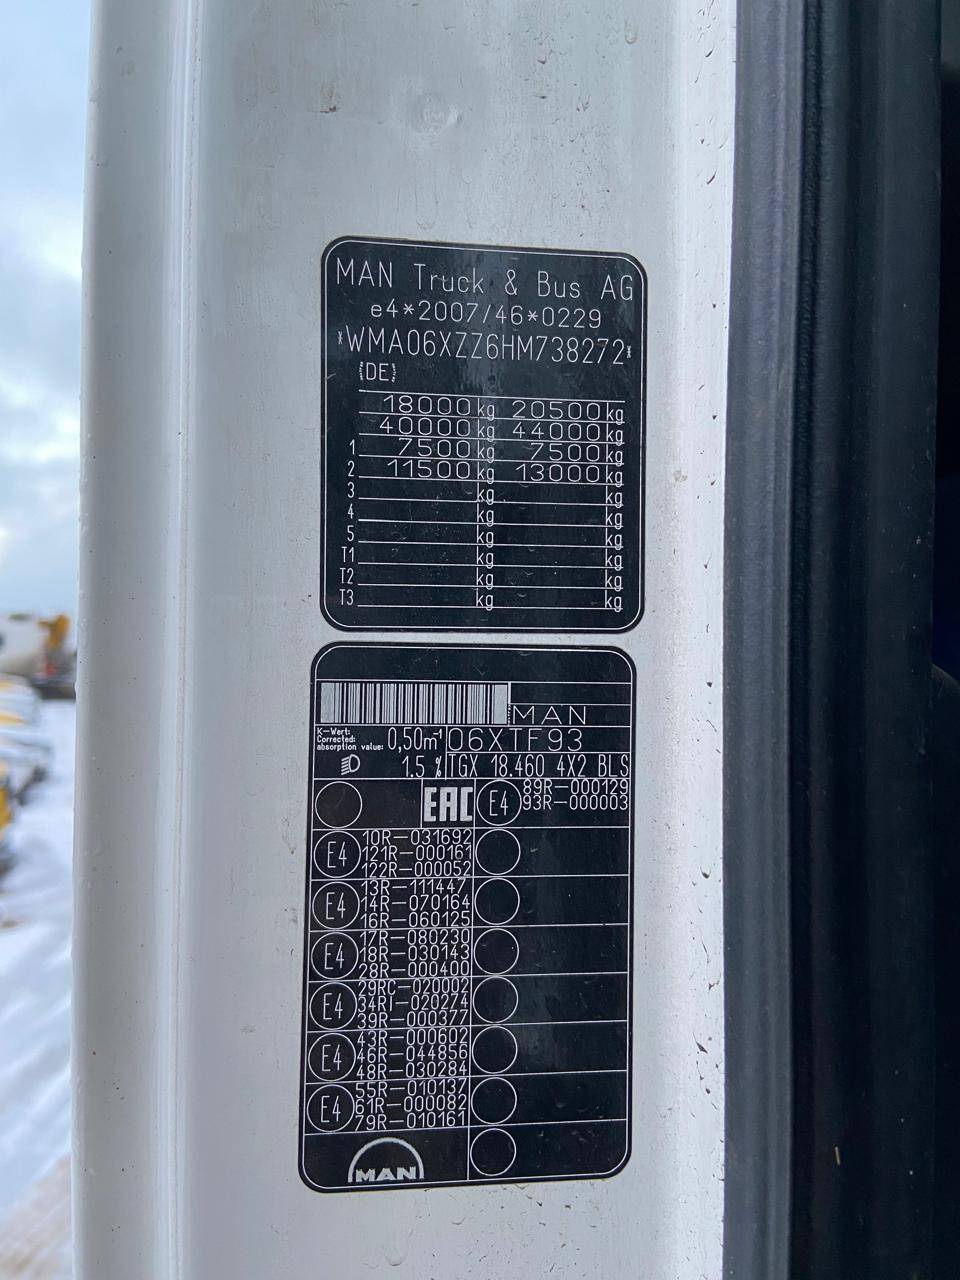 MAN Truck & Bus AG
e4*2007/46*0229
*WMA06XZZ6HM738272*
(DE)
18000 kg 20500 kg
40000 kg 44000 kg
1 7500 kg 7500 kg
2 11500 kg 13000 kg
3 kg kg
4 kg kg
5 kg kg
T1 kg kg
T2 kg kg
T3 kg kg
MAN
K-Wert:
Corrected
absorption value: 0,50m-1 06XTF93
1.5 % TGX 18.460 4X2 BLS
EAC E4 89R-000129
93R-000003
E4 10R-031692
121R-000161
122R-000052
E4 13R-111447
14R-070164
16R-060125
E4 17R-080230
18R-030143
28R-000400
E4 29RC-020002
34RI-020274
39R-000377
E4 43R-000602
46R-044856
48R-030284
E4 55R-010137
61R-000082
79R-010161
MAN